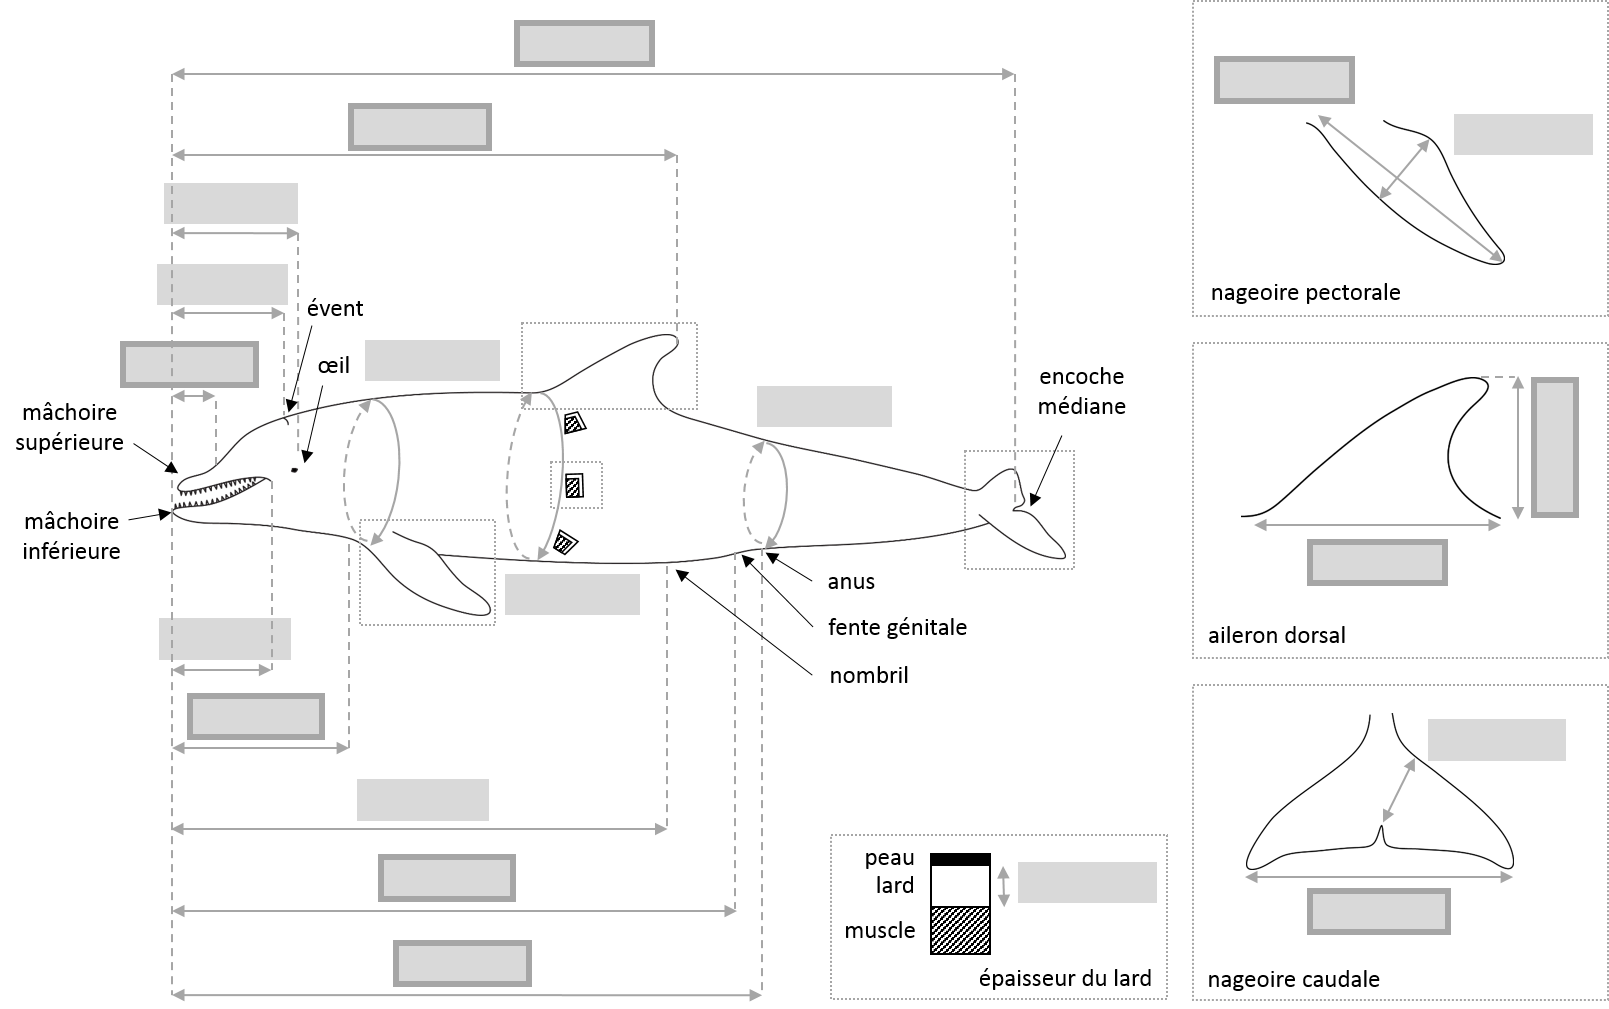 évent
œil
mâchoire
supérieure
mâchoire
inférieure
encoche
médiane
anus
fente génitale
nombril
peau
lard
muscle
épaisseur du lard
nageoire pectorale
aileron dorsal
nageoire caudale